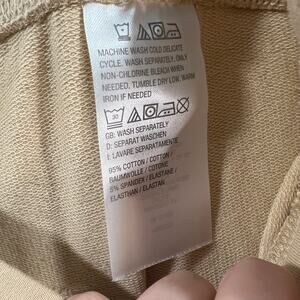 MACHINE WASH COLD DELICATE
CYCLE. WASH SEPARATELY. ONLY
NON-CHLORINE BLEACH WHEN
NEEDED. TUMBLE DRY LOW. WARM
IRON IF NEEDED
30
GB: WASH SEPARATELY
D: SEPARAT WASCHEN
I: LAVARE SEPARATAMENTE
95% COTTON / COTON /
BAUMWOLLE / COTONE
5% SPANDEX / ELASTANE /
ELASTHAN / ELASTAN